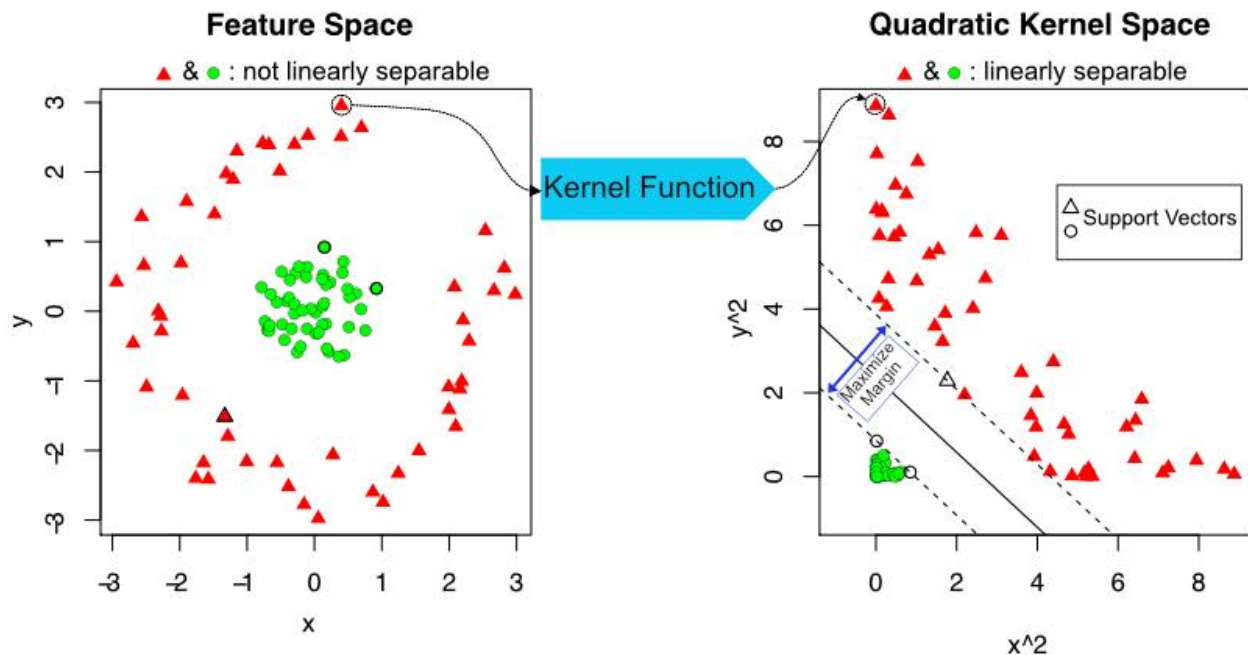 Feature Space
& : not linearly separable
3
2
1
0
−1
−2
−3
y
−3 −2 −1 0 1 2 3
x
Kernel Function
Quadratic Kernel Space
& : linearly separable
8
6
4
2
0
y^2
Support Vectors
Maximize
Margin
0 2 4 6 8
x^2